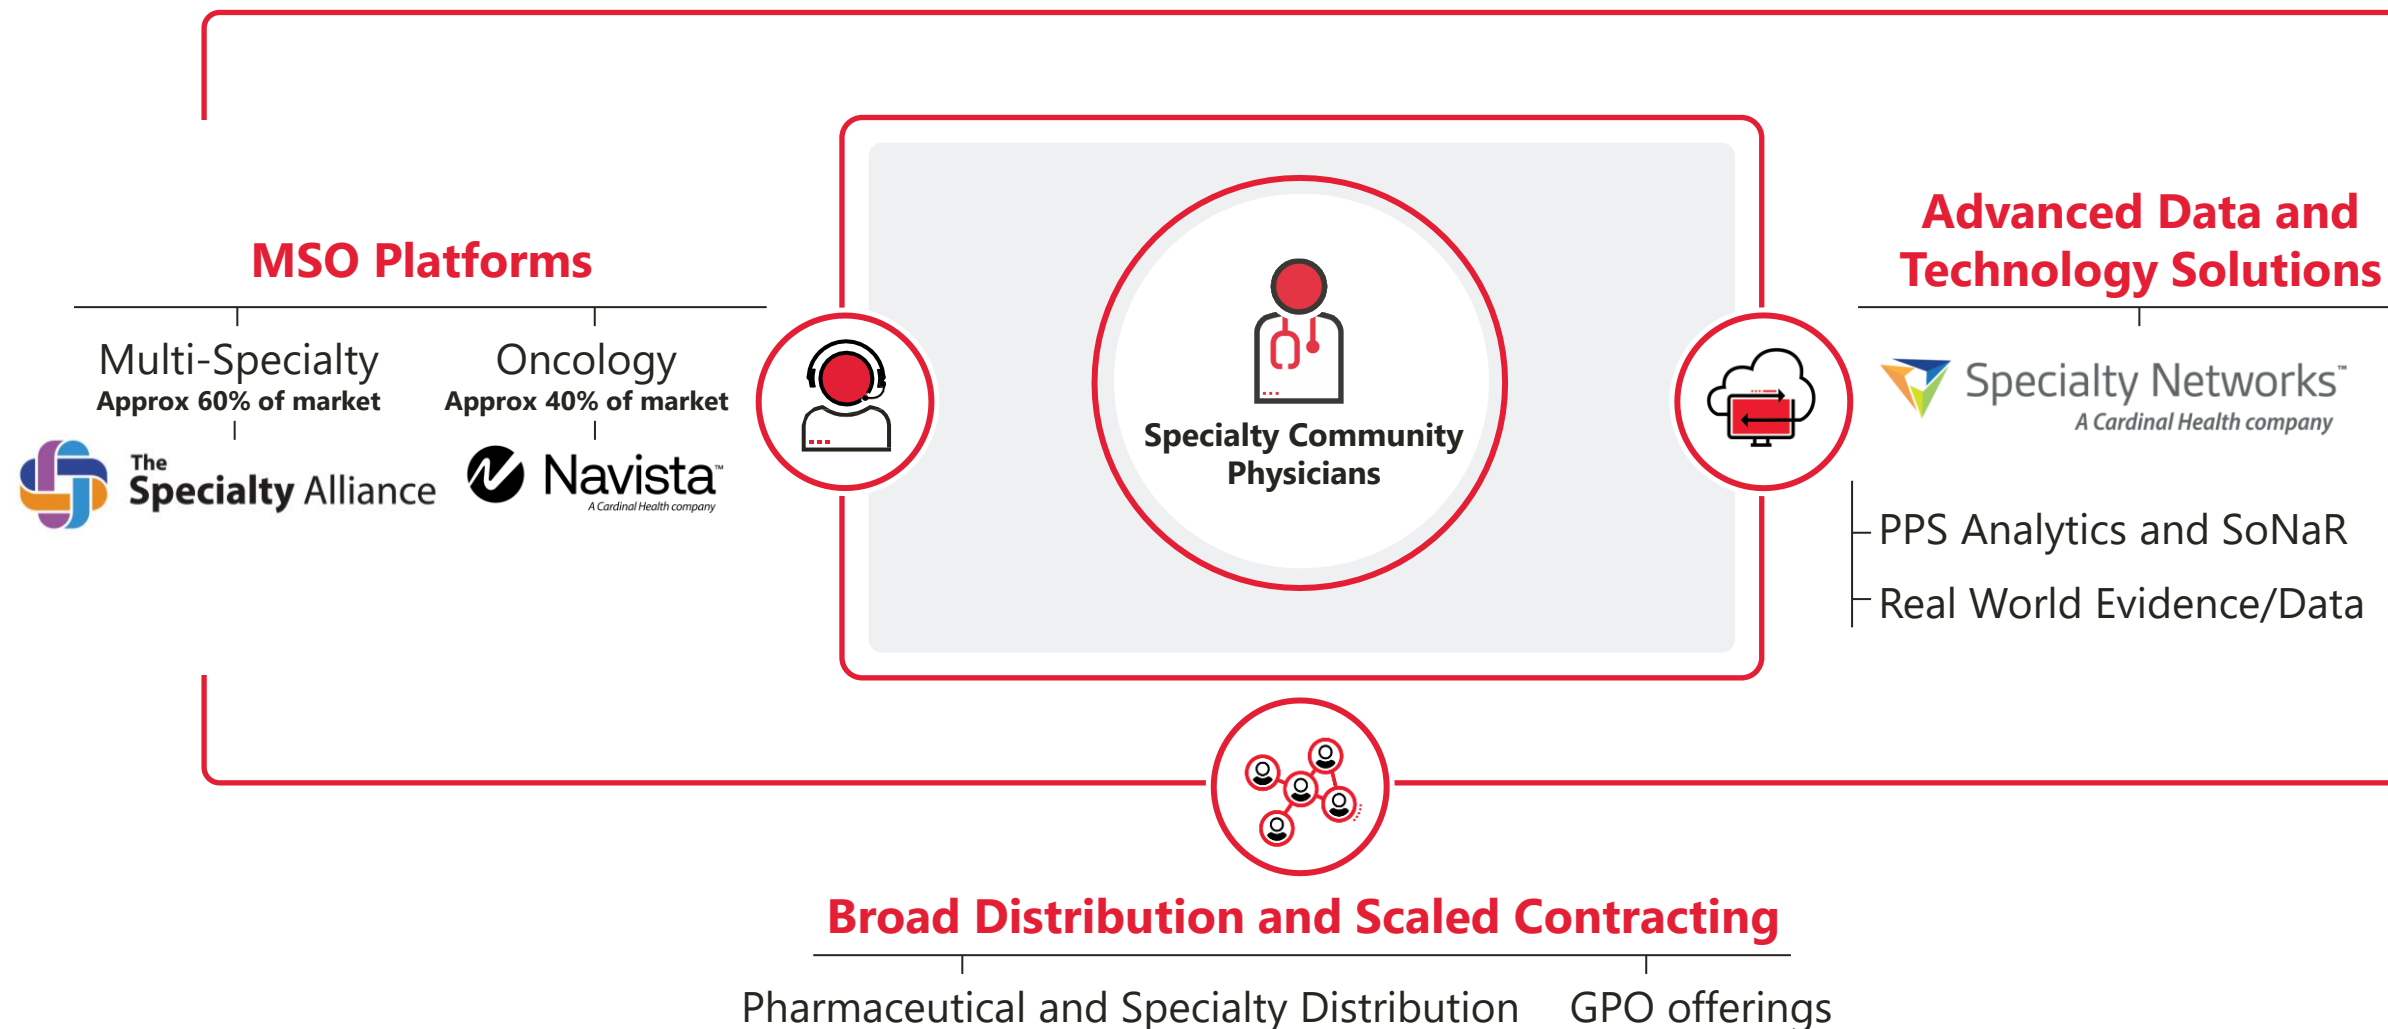 MSO Platforms
Multi-Specialty
Approx 60% of market
The
Specialty Alliance
Oncology
Approx 40% of market
Navista™
A Cardinal Health company
Specialty Community
Physicians
Advanced Data and
Technology Solutions
Specialty Networks™
A Cardinal Health company
PPS Analytics and SoNaR
Real World Evidence/Data
Broad Distribution and Scaled Contracting
Pharmaceutical and Specialty Distribution
GPO offerings